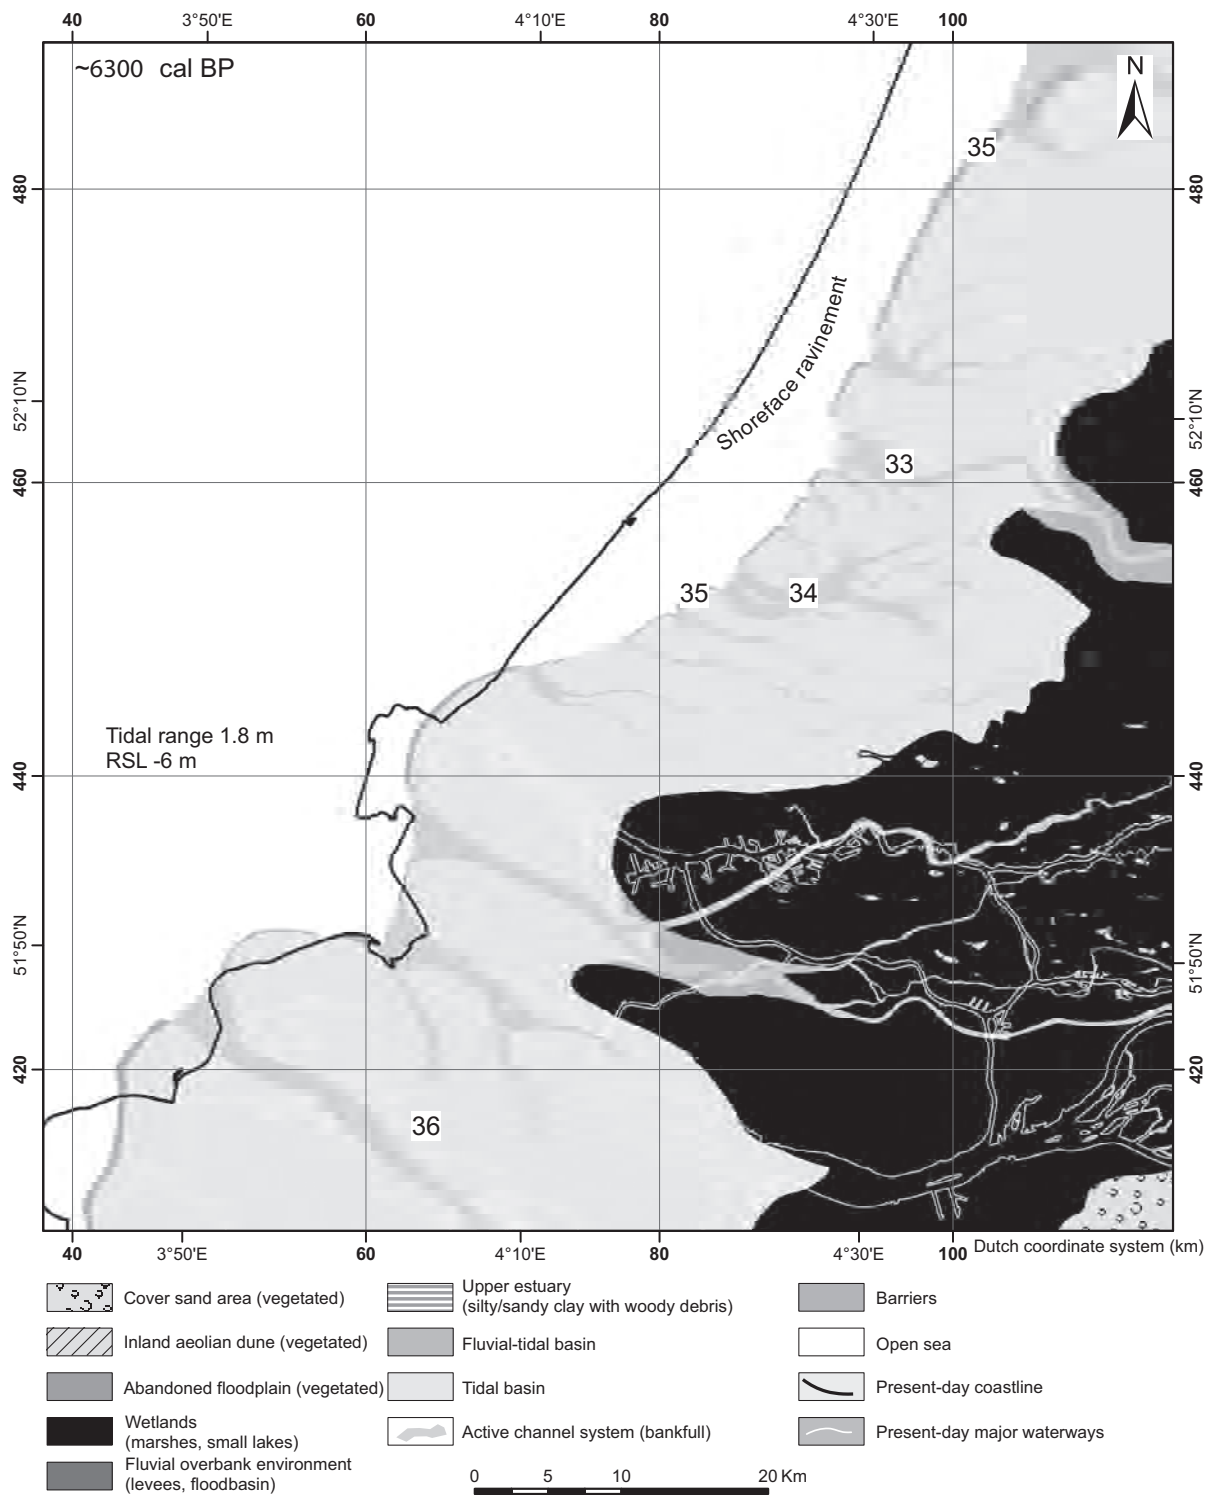 40 3°50'E 60 4°10'E 80 4°30'E 100
~6300 cal BP
N
35
480 480
Shoreface ravinement
52°10'N 52°10'N
33
460 460
35 34
Tidal range 1.8 m
RSL -6 m
440 440
51°50'N 51°50'N
420 420
36
40 3°50'E 60 4°10'E 80 4°30'E 100 Dutch coordinate system (km)
Cover sand area (vegetated)
Inland aeolian dune (vegetated)
Abandoned floodplain (vegetated)
Wetlands
(marshes, small lakes)
Fluvial overbank environment
(levees, floodbasin)
Upper estuary
(silty/sandy clay with woody debris)
Fluvial-tidal basin
Tidal basin
Active channel system (bankfull)
Barriers
Open sea
Present-day coastline
Present-day major waterways
0 5 10 20 Km